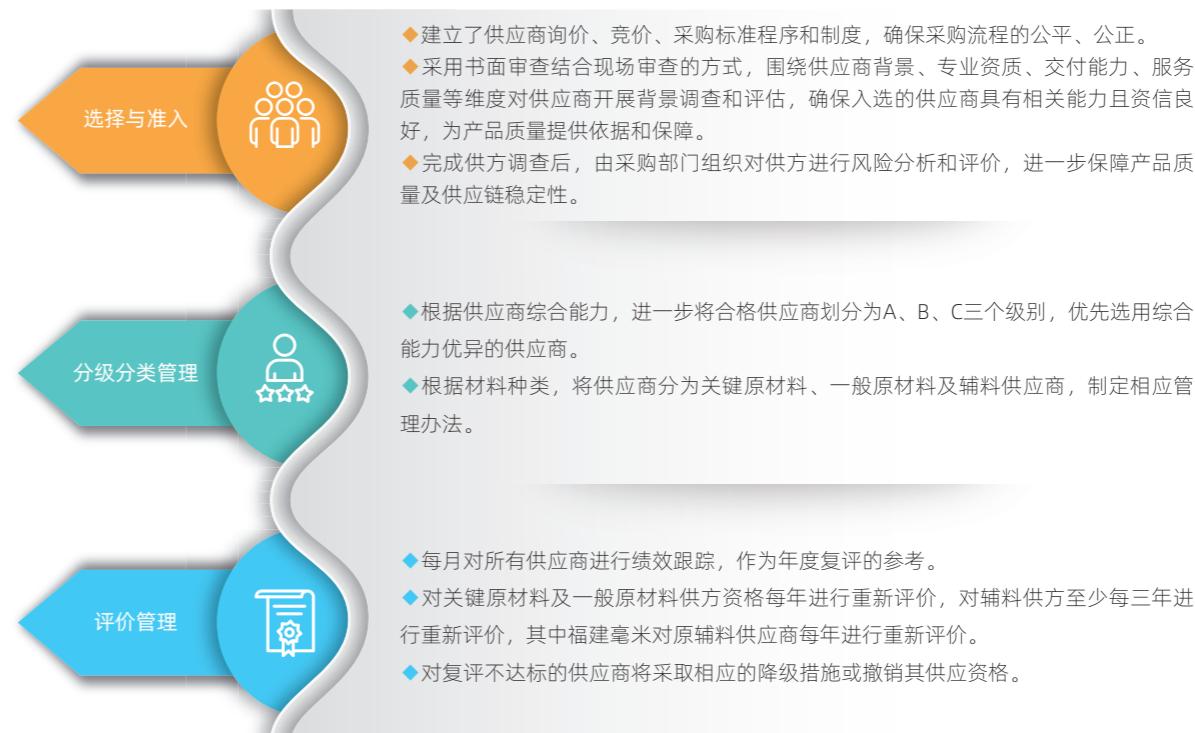 选择与准入
◆建立了供应商询价、竞价、采购标准程序和制度，确保采购流程的公平、公正。
◆采用书面审查结合现场审查的方式，围绕供应商背景、专业资质、交付能力、服务
质量等维度对供应商开展背景调查和评估，确保入选的供应商具有相关能力且资信良
好，为产品质量提供依据和保障。
◆完成供方调查后，由采购部门组织对供方进行风险分析和评价，进一步保障产品质
量及供应链稳定性。
分级分类管理
◆根据供应商综合能力，进一步将合格供应商划分为A、B、C三个级别，优先选用综合
能力优异的供应商。
◆根据材料种类，将供应商分为关键原材料、一般原材料及辅料供应商，制定相应管
理办法。
评价管理
◆每月对所有供应商进行绩效跟踪，作为年度复评的参考。
◆对关键原材料及一般原材料供方资格每年进行重新评价，对辅料供方至少每三年进
行重新评价，其中福建毫米对原辅料供应商每年进行重新评价。
◆对复评不达标的供应商将采取相应的降级措施或撤销其供应资格。